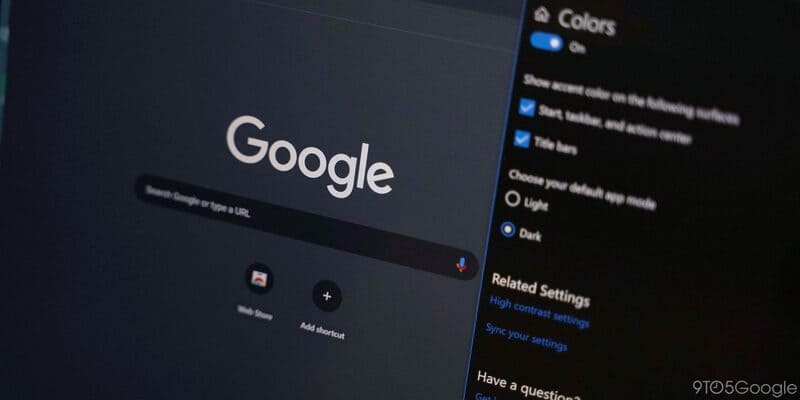 Google
Search Google or type a URL
Web Store
Add shortcut
Colors
On
Show accent color on the following surfaces
Start, taskbar, and action center
Title bars
Choose your default app mode
Light
Dark
Related Settings
High contrast settings
Sync your settings
Have a question?
9TO5Google